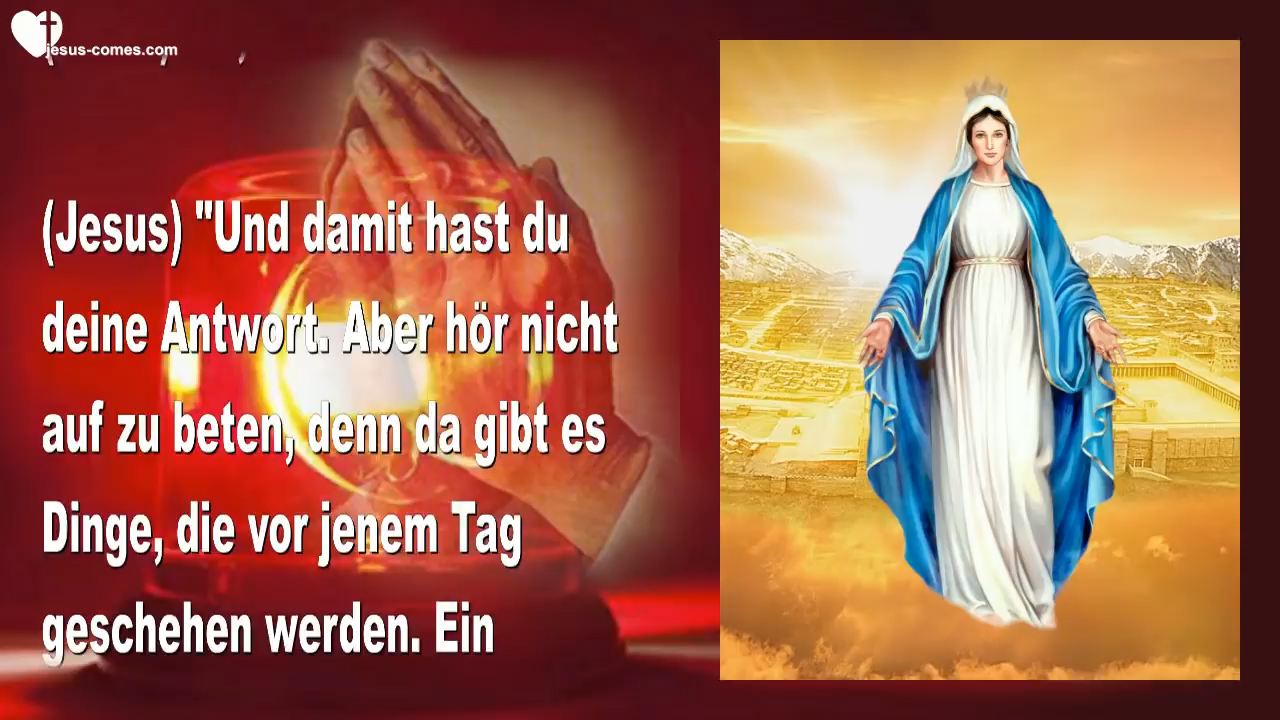 jesus-comes.com
(Jesus) "Und damit hast du
deine Antwort. Aber hör nicht
auf zu beten, denn da gibt es
Dinge, die vor jenem Tag
geschehen werden. Ein